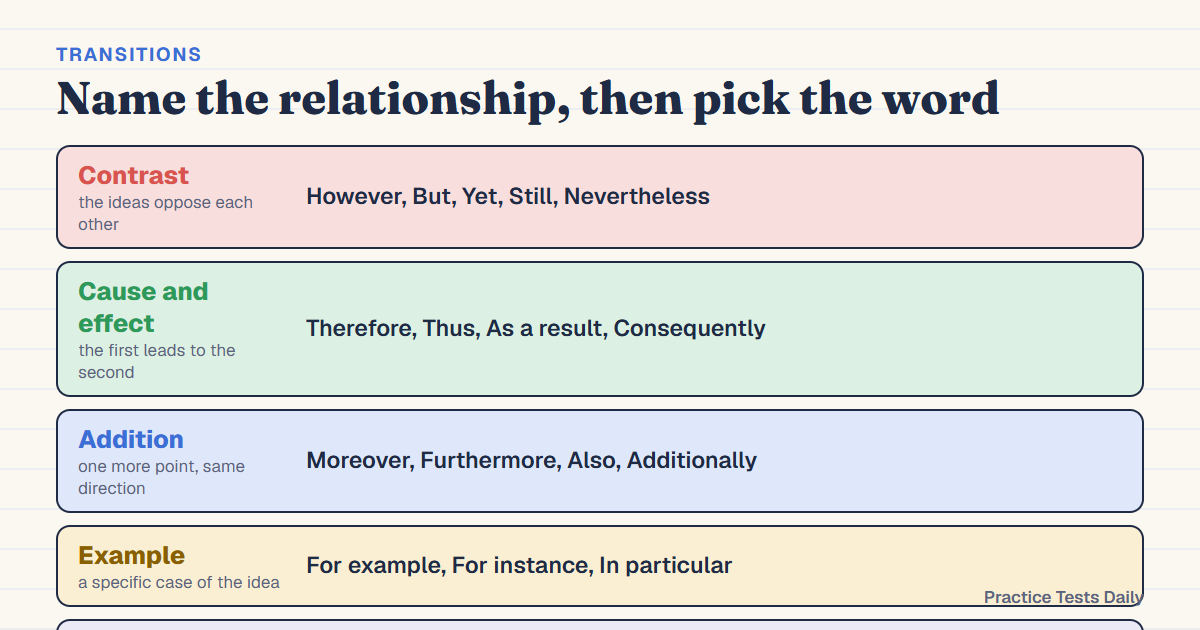 TRANSITIONS
Name the relationship, then pick the word
Contrast
the ideas oppose each
other
However, But, Yet, Still, Nevertheless
Cause and
effect
the first leads to the
second
Therefore, Thus, As a result, Consequently
Addition
one more point, same
direction
Moreover, Furthermore, Also, Additionally
Example
a specific case of the idea
For example, For instance, In particular
Practice Tests Daily